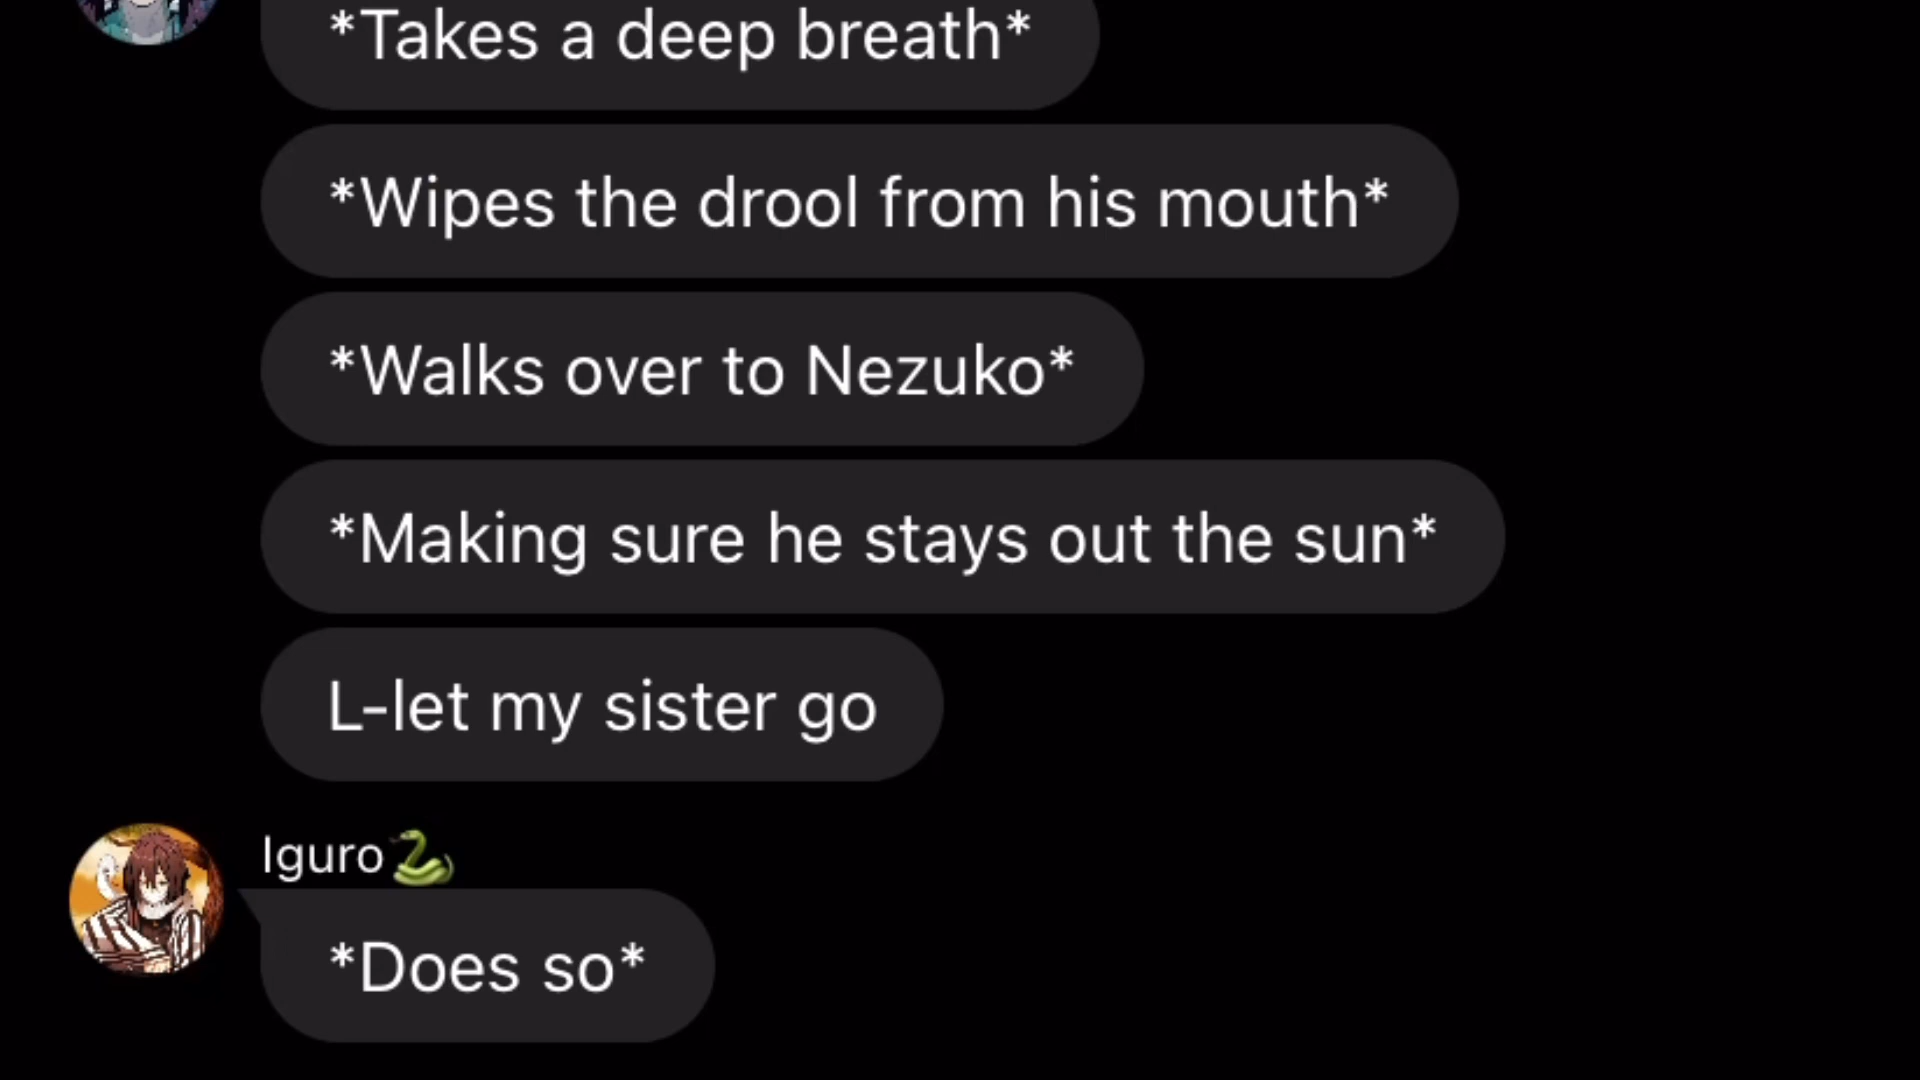 *Takes a deep breath*
*Wipes the drool from his mouth*
*Walks over to Nezuko*
*Making sure he stays out the sun*
L-let my sister go
Iguro🐍
*Does so*